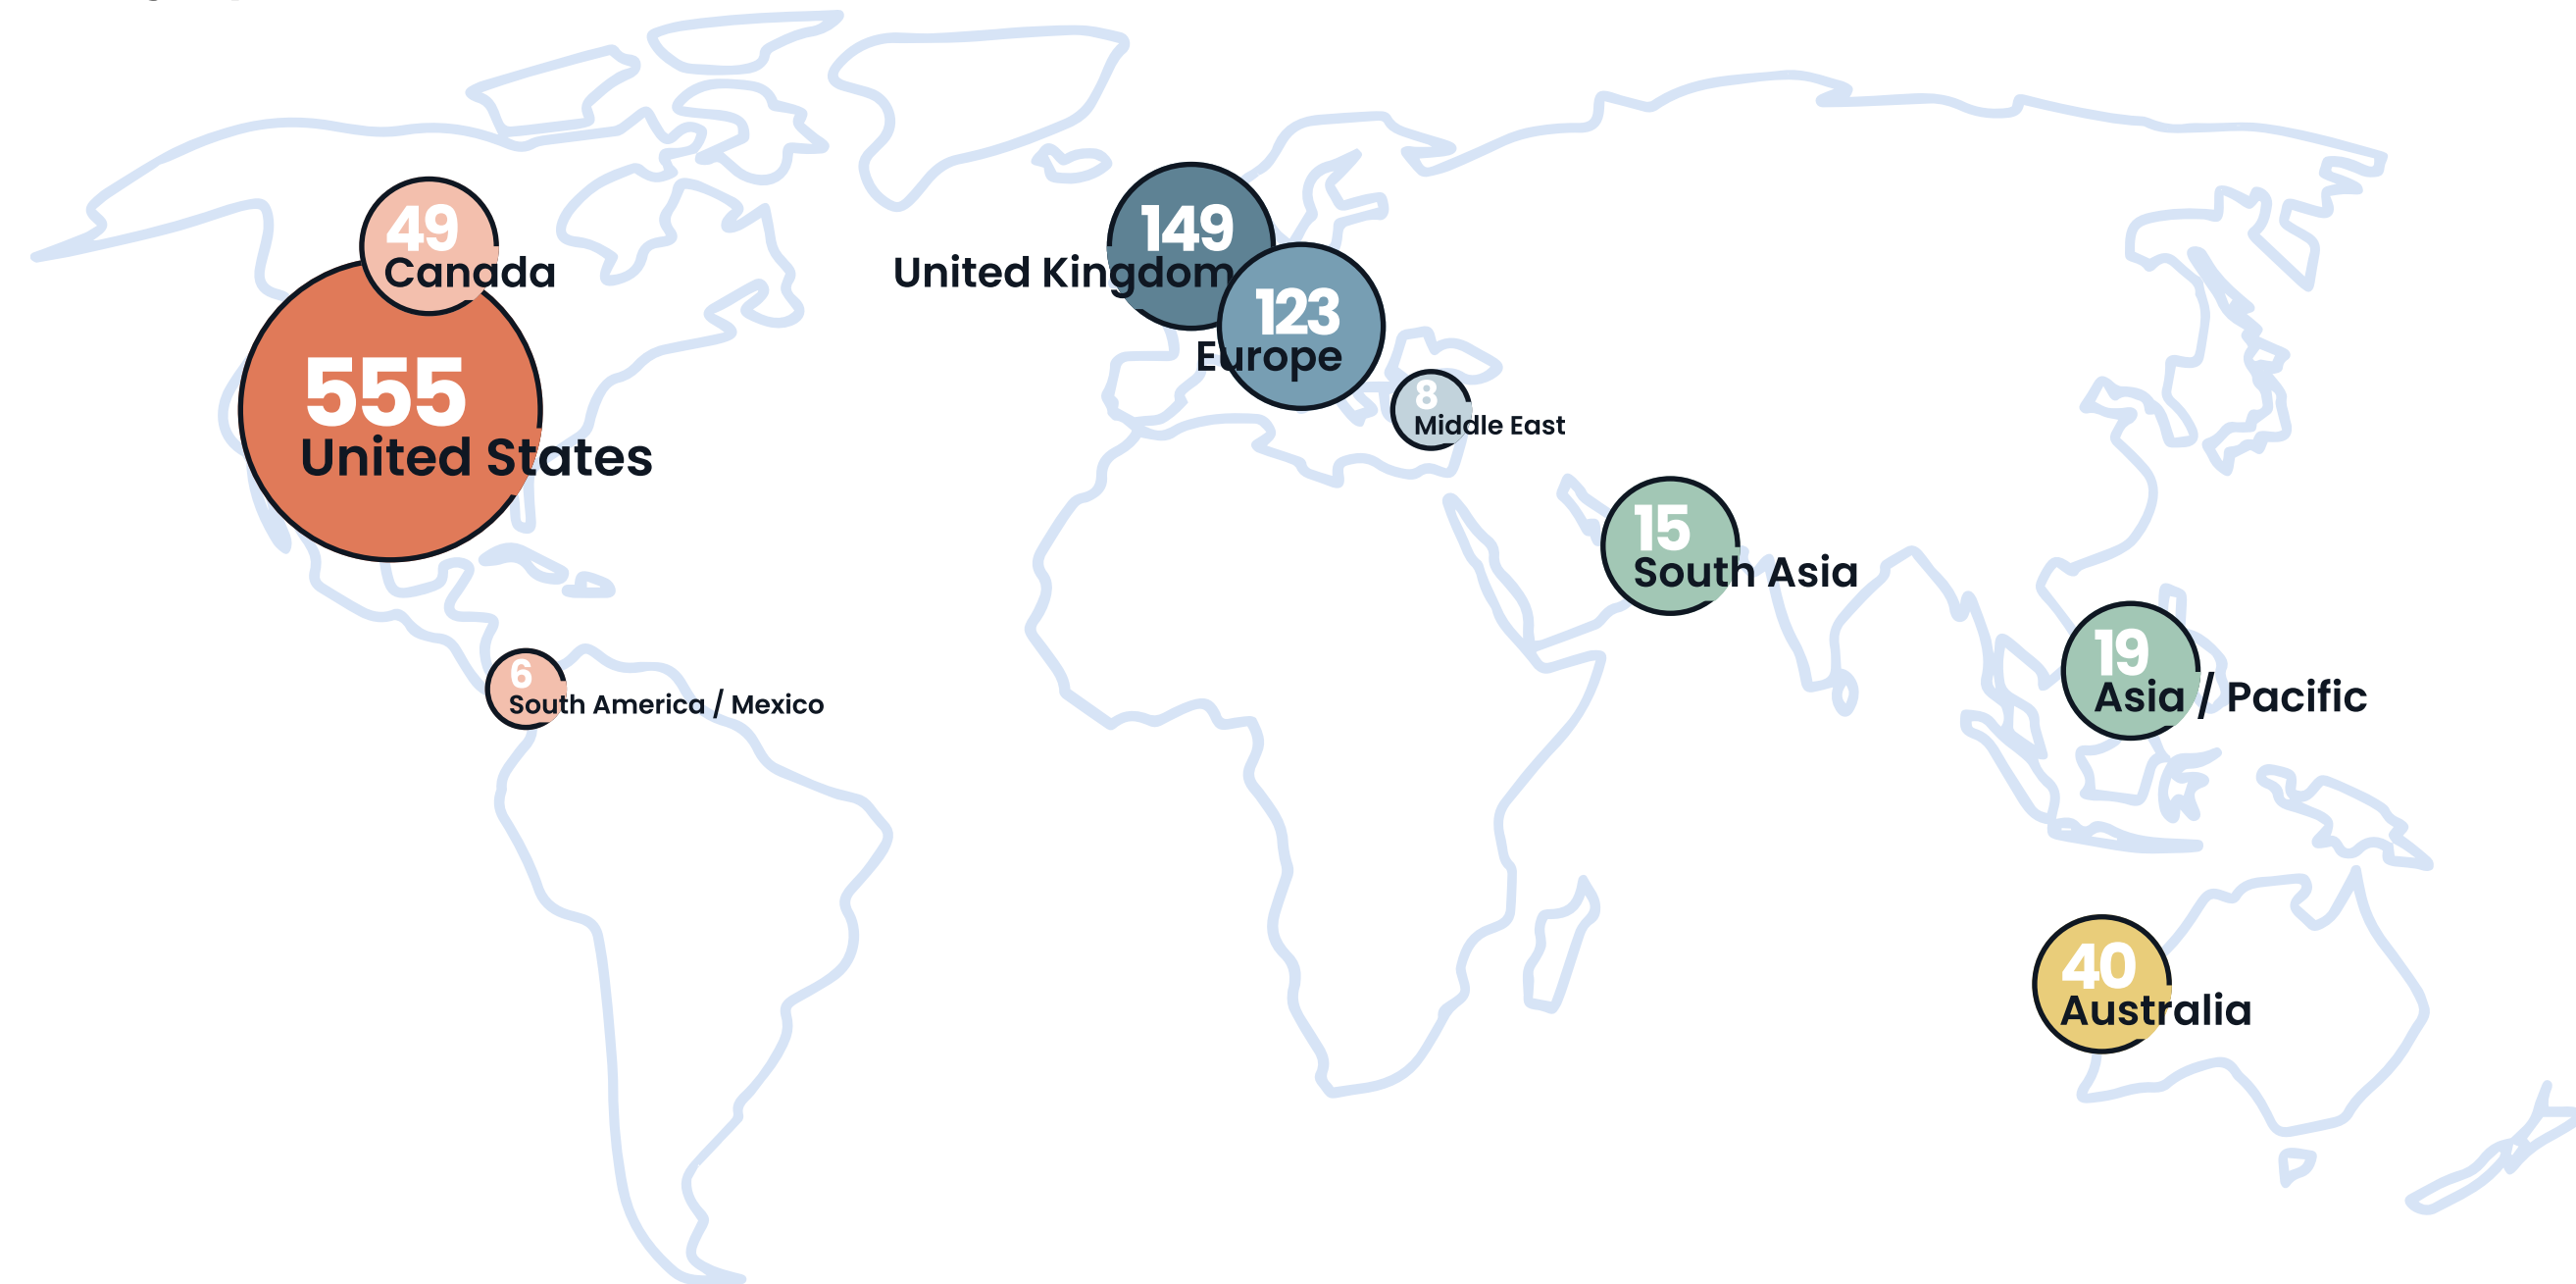 49
Canada
555
United States
6
South America / Mexico
149
United Kingdom
123
Europe
8
Middle East
15
South Asia
19
Asia / Pacific
40
Australia